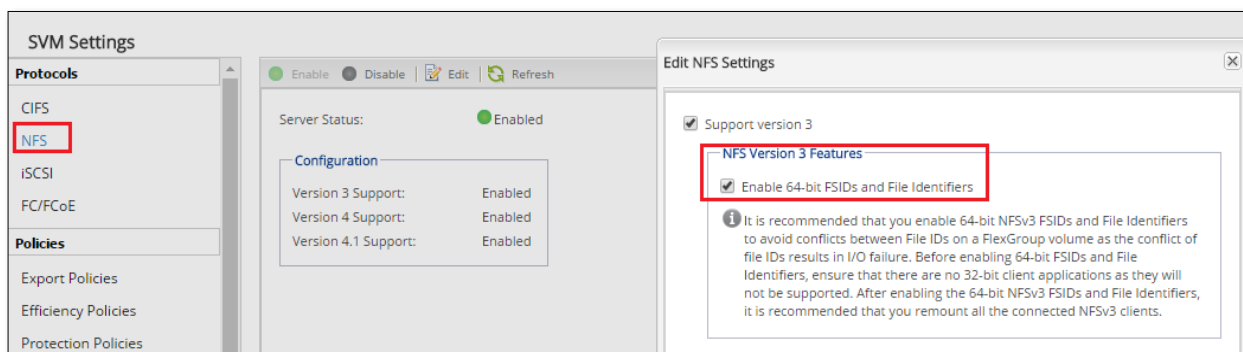 SVM Settings
Protocols
CIFS
NFS
iSCSI
FC/FCoE
Policies
Export Policies
Efficiency Policies
Protection Policies
Enable Disable | Edit | Refresh
Server Status: Enabled
Configuration
Version 3 Support: Enabled
Version 4 Support: Enabled
Version 4.1 Support: Enabled
Edit NFS Settings
Support version 3
NFS Version 3 Features
Enable 64-bit FSIDs and File Identifiers
It is recommended that you enable 64-bit NFSv3 FSIDs and File Identifiers
to avoid conflicts between File IDs on a FlexGroup volume as the conflict of
file IDs results in I/O failure. Before enabling 64-bit FSIDs and File
Identifiers, ensure that there are no 32-bit client applications as they will
not be supported. After enabling the 64-bit NFSv3 FSIDs and File Identifiers,
it is recommended that you remount all the connected NFSv3 clients.